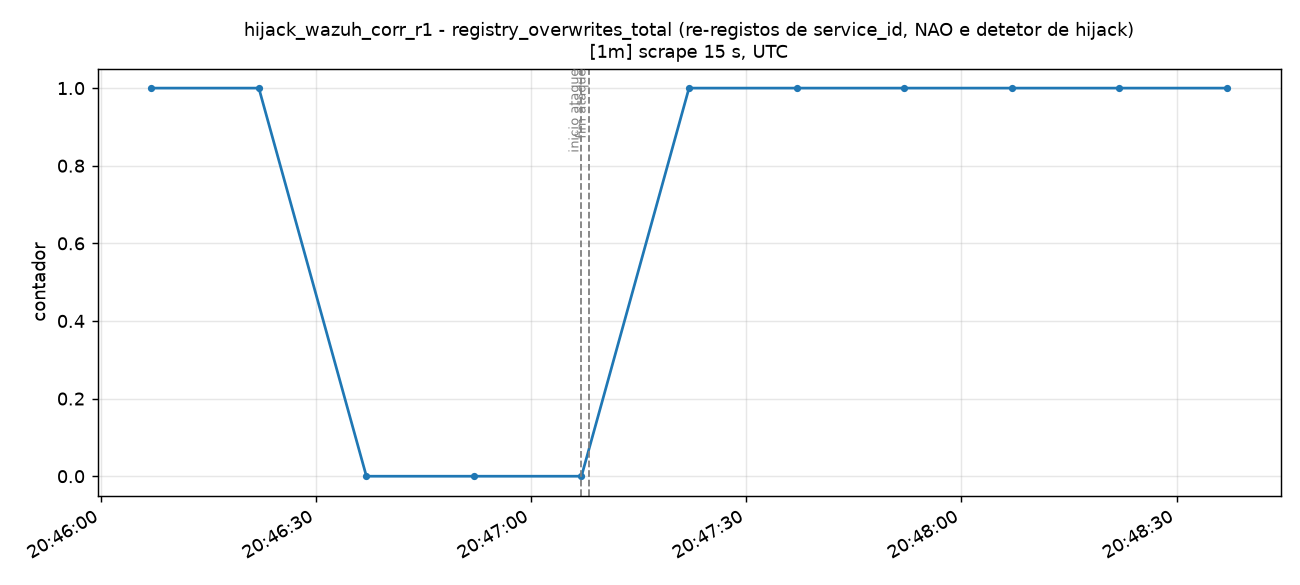 hijack_wazuh_corr_r1 - registry_overwrites_total (re-registos de service_id, NAO e detetor de hijack)
[1m] scrape 15 s, UTC
inicio ataque
fim ataque
contador
1.0
0.8
0.6
0.4
0.2
0.0
20:46:00
20:46:30
20:47:00
20:47:30
20:48:00
20:48:30